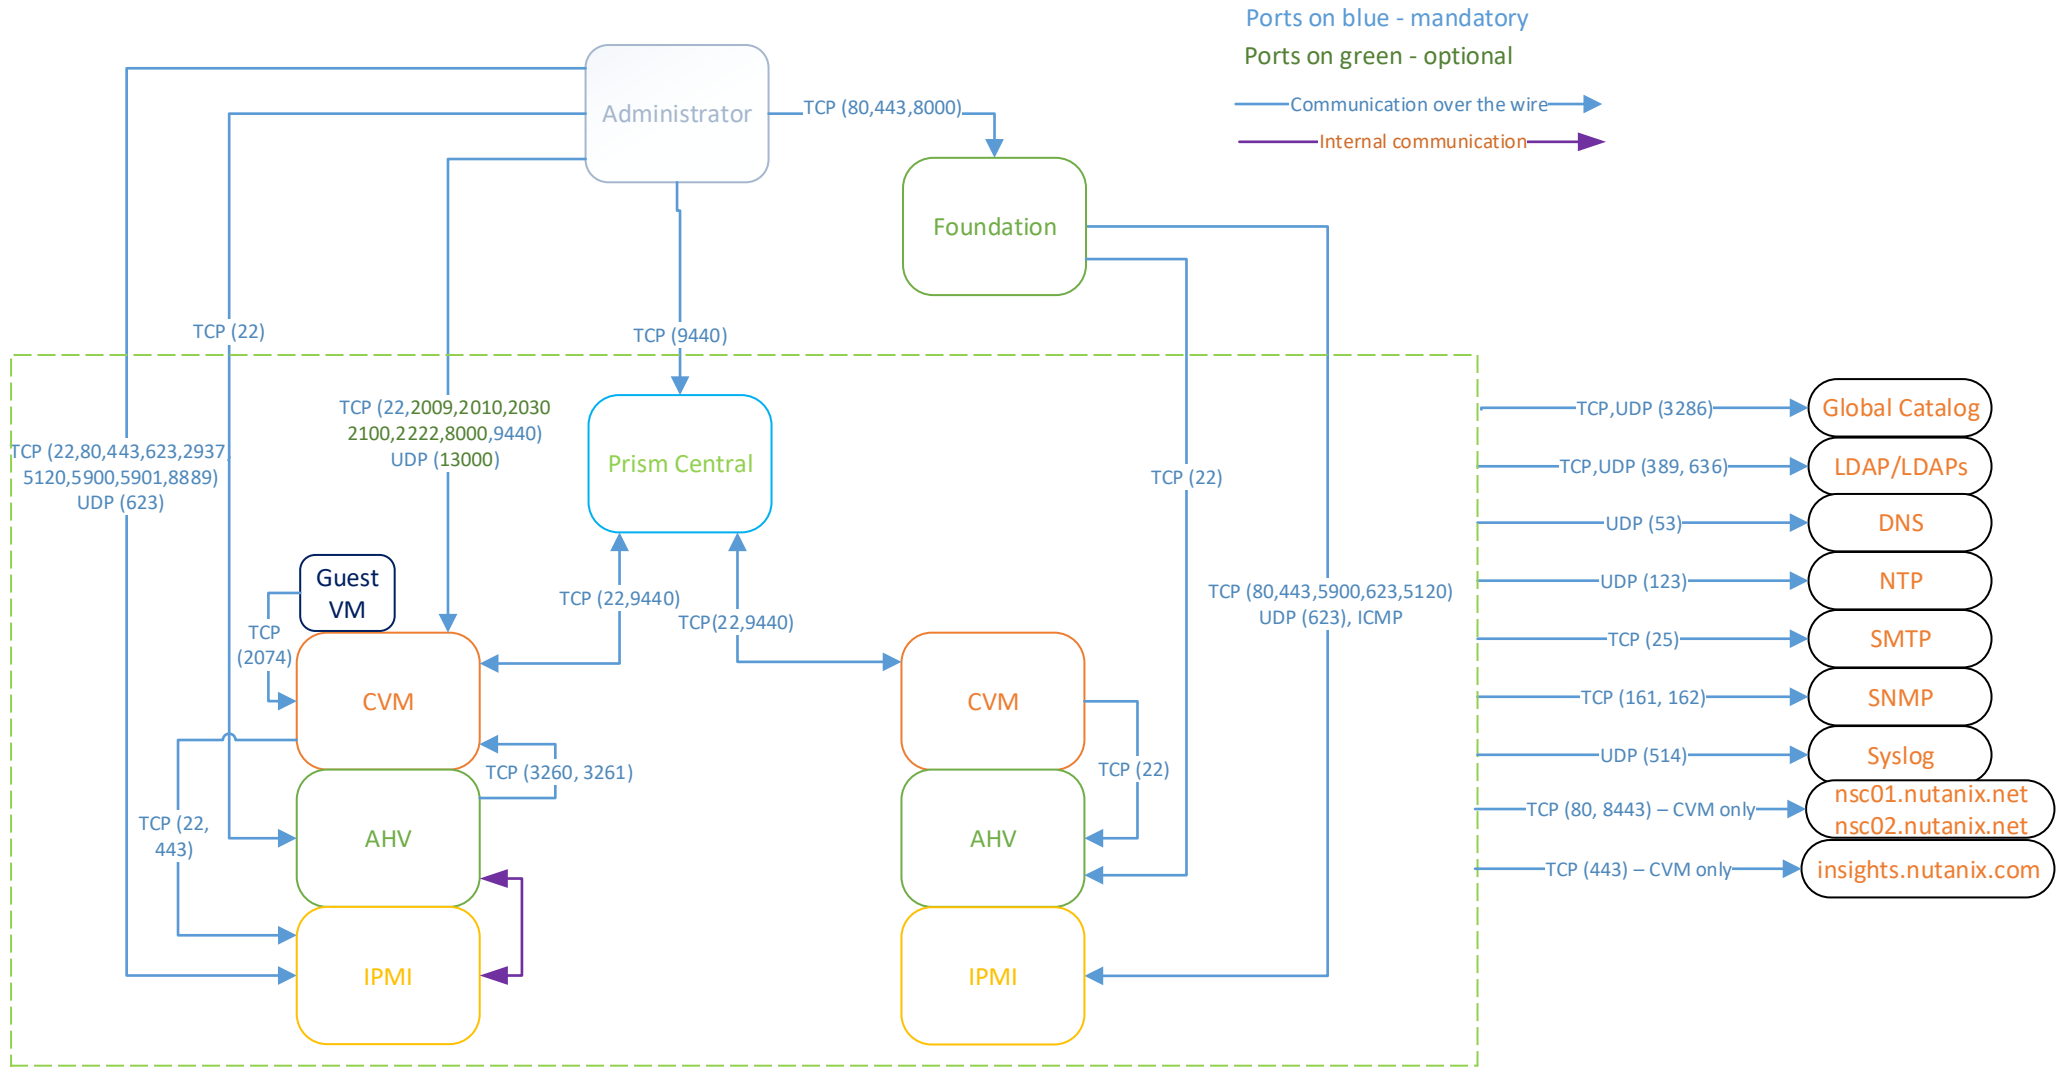 Ports on blue - mandatory
Ports on green - optional
Communication over the wire
Internal communication
Administrator
TCP (80,443,8000)
Foundation
TCP (22)
TCP (9440)
TCP (22,2009,2010,2030
2100,2222,8000,9440)
UDP (13000)
TCP (22,80,443,623,2937,
5120,5900,5901,8889)
UDP (623)
Prism Central
TCP (22)
Guest
VM
TCP
(2074)
TCP (22,9440)
TCP(22,9440)
TCP (80,443,5900,623,5120)
UDP (623), ICMP
CVM
CVM
TCP (3260, 3261)
TCP (22)
TCP (22,
443)
AHV
AHV
IPMI
IPMI
TCP,UDP (3286)
Global Catalog
TCP,UDP (389, 636)
LDAP/LDAPs
UDP (53)
DNS
UDP (123)
NTP
TCP (25)
SMTP
TCP (161, 162)
SNMP
UDP (514)
Syslog
TCP (80, 8443) – CVM only
nsc01.nutanix.net
nsc02.nutanix.net
TCP (443) – CVM only
insights.nutanix.com